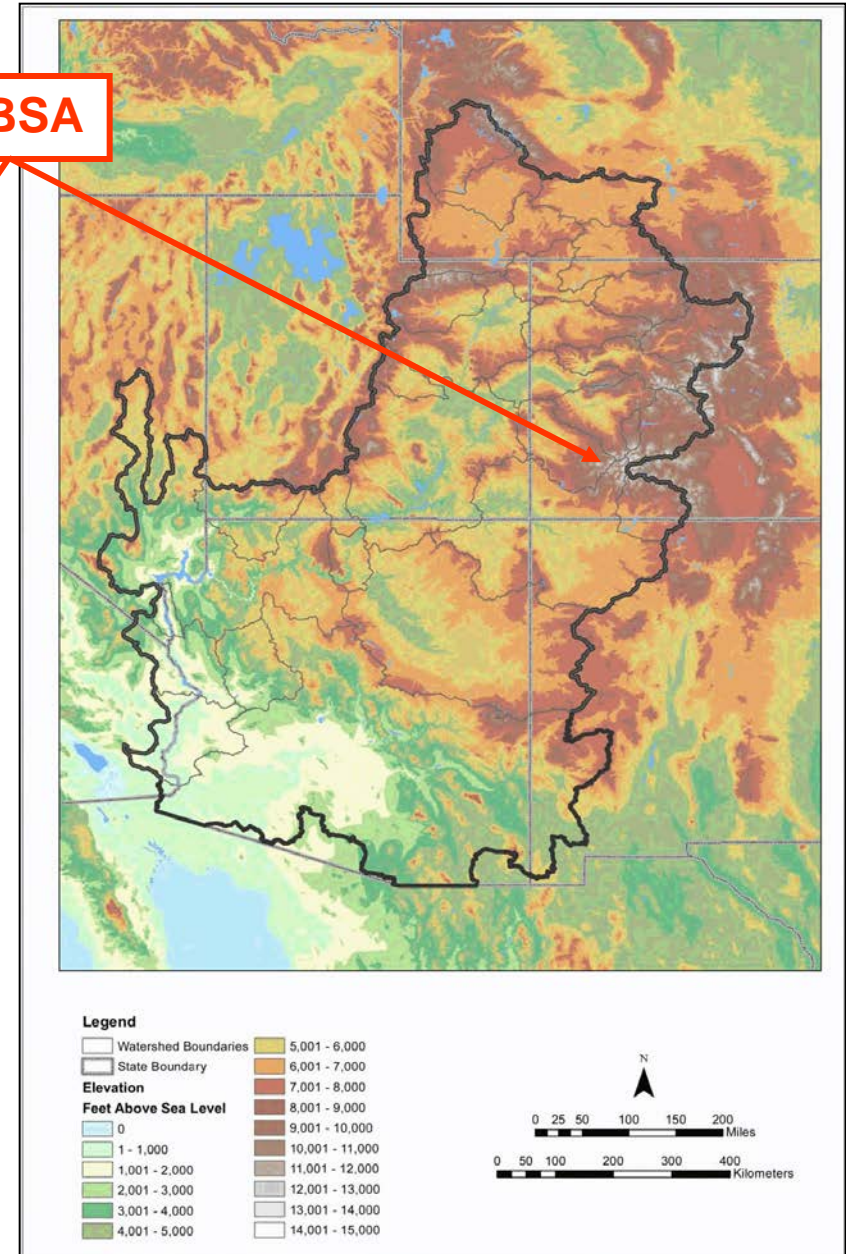 BSA
Legend
Watershed Boundaries
State Boundary
Elevation
Feet Above Sea Level
0
1 - 1,000
1,001 - 2,000
2,001 - 3,000
3,001 - 4,000
4,001 - 5,000
5,001 - 6,000
6,001 - 7,000
7,001 - 8,000
8,001 - 9,000
9,001 - 10,000
10,001 - 11,000
11,001 - 12,000
12,001 - 13,000
13,001 - 14,000
14,001 - 15,000
N
0 25 50 100 150 200
Miles
0 50 100 200 300 400
Kilometers